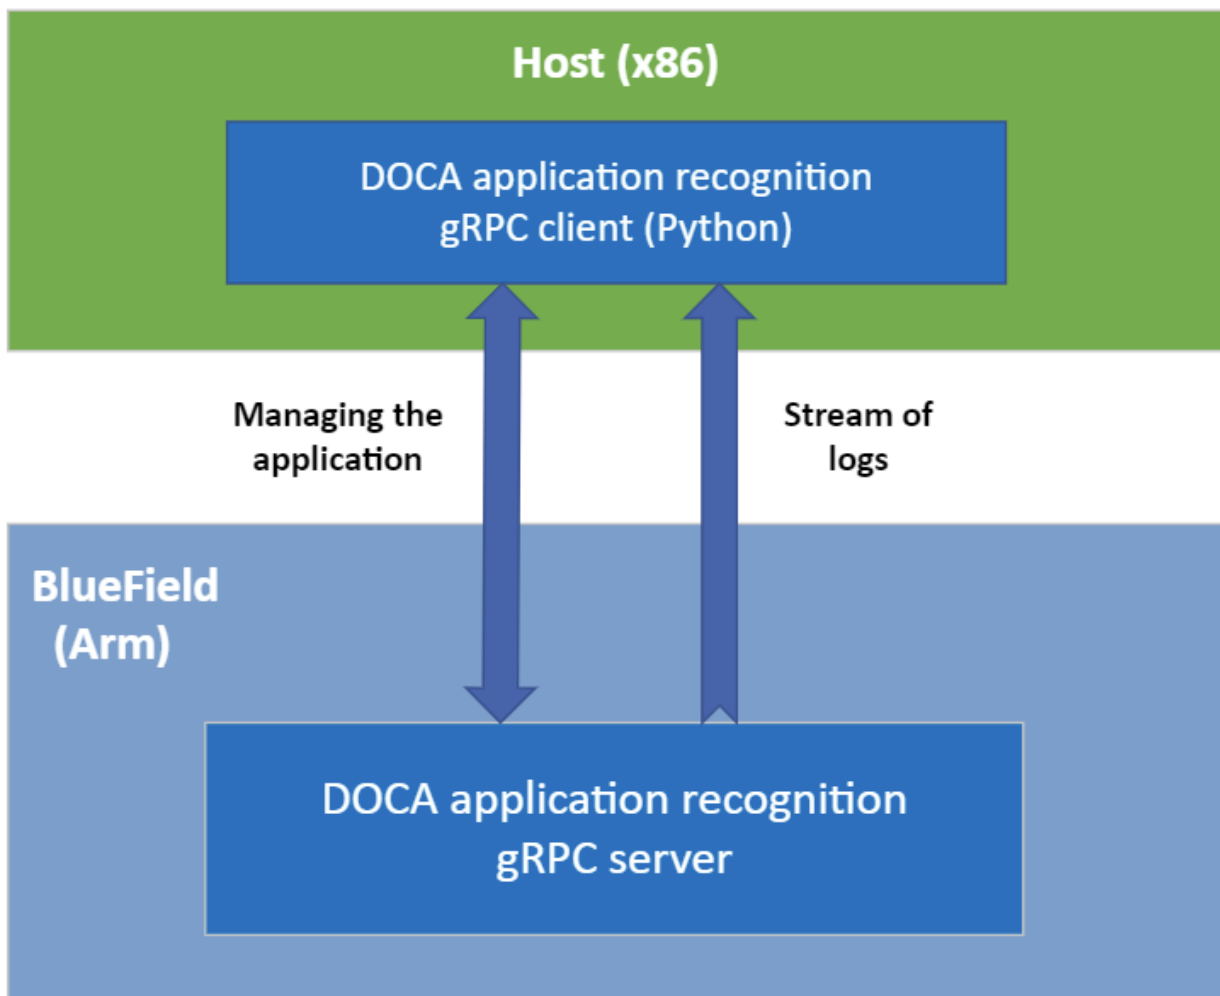 Host (x86)
DOCA application recognition
gRPC client (Python)
Managing the
application
Stream of
logs
BlueField
(Arm)
DOCA application recognition
gRPC server